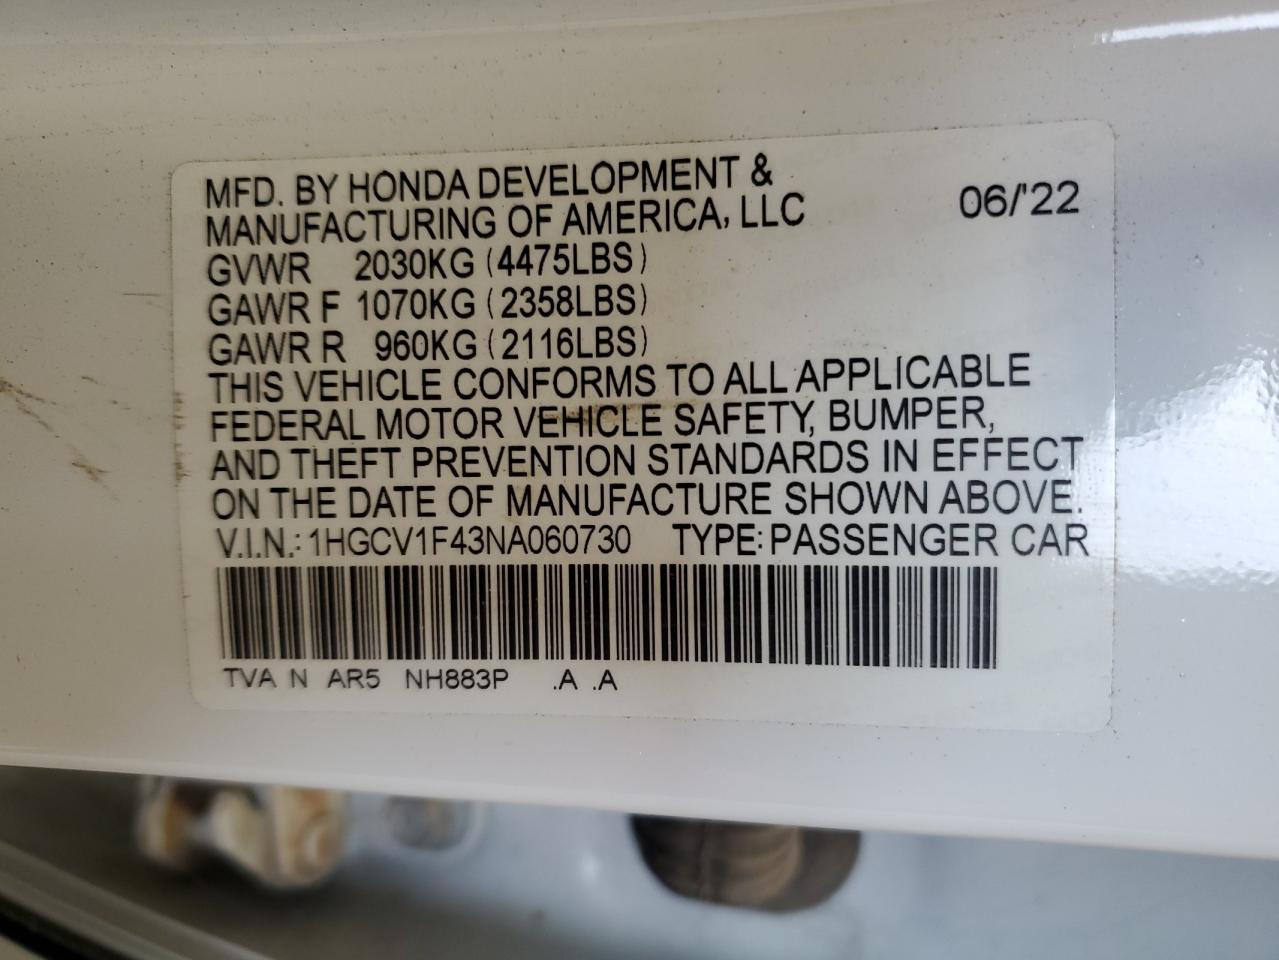 MFD. BY HONDA DEVELOPMENT &
MANUFACTURING OF AMERICA, LLC 06/'22
GVWR 2030KG (4475LBS)
GAWR F 1070KG (2358LBS)
GAWR R 960KG (2116LBS)
THIS VEHICLE CONFORMS TO ALL APPLICABLE
FEDERAL MOTOR VEHICLE SAFETY, BUMPER,
AND THEFT PREVENTION STANDARDS IN EFFECT
ON THE DATE OF MANUFACTURE SHOWN ABOVE.
V.I.N.: 1HGCV1F43NA060730 TYPE: PASSENGER CAR
TVA N AR5 NH883P .A .A